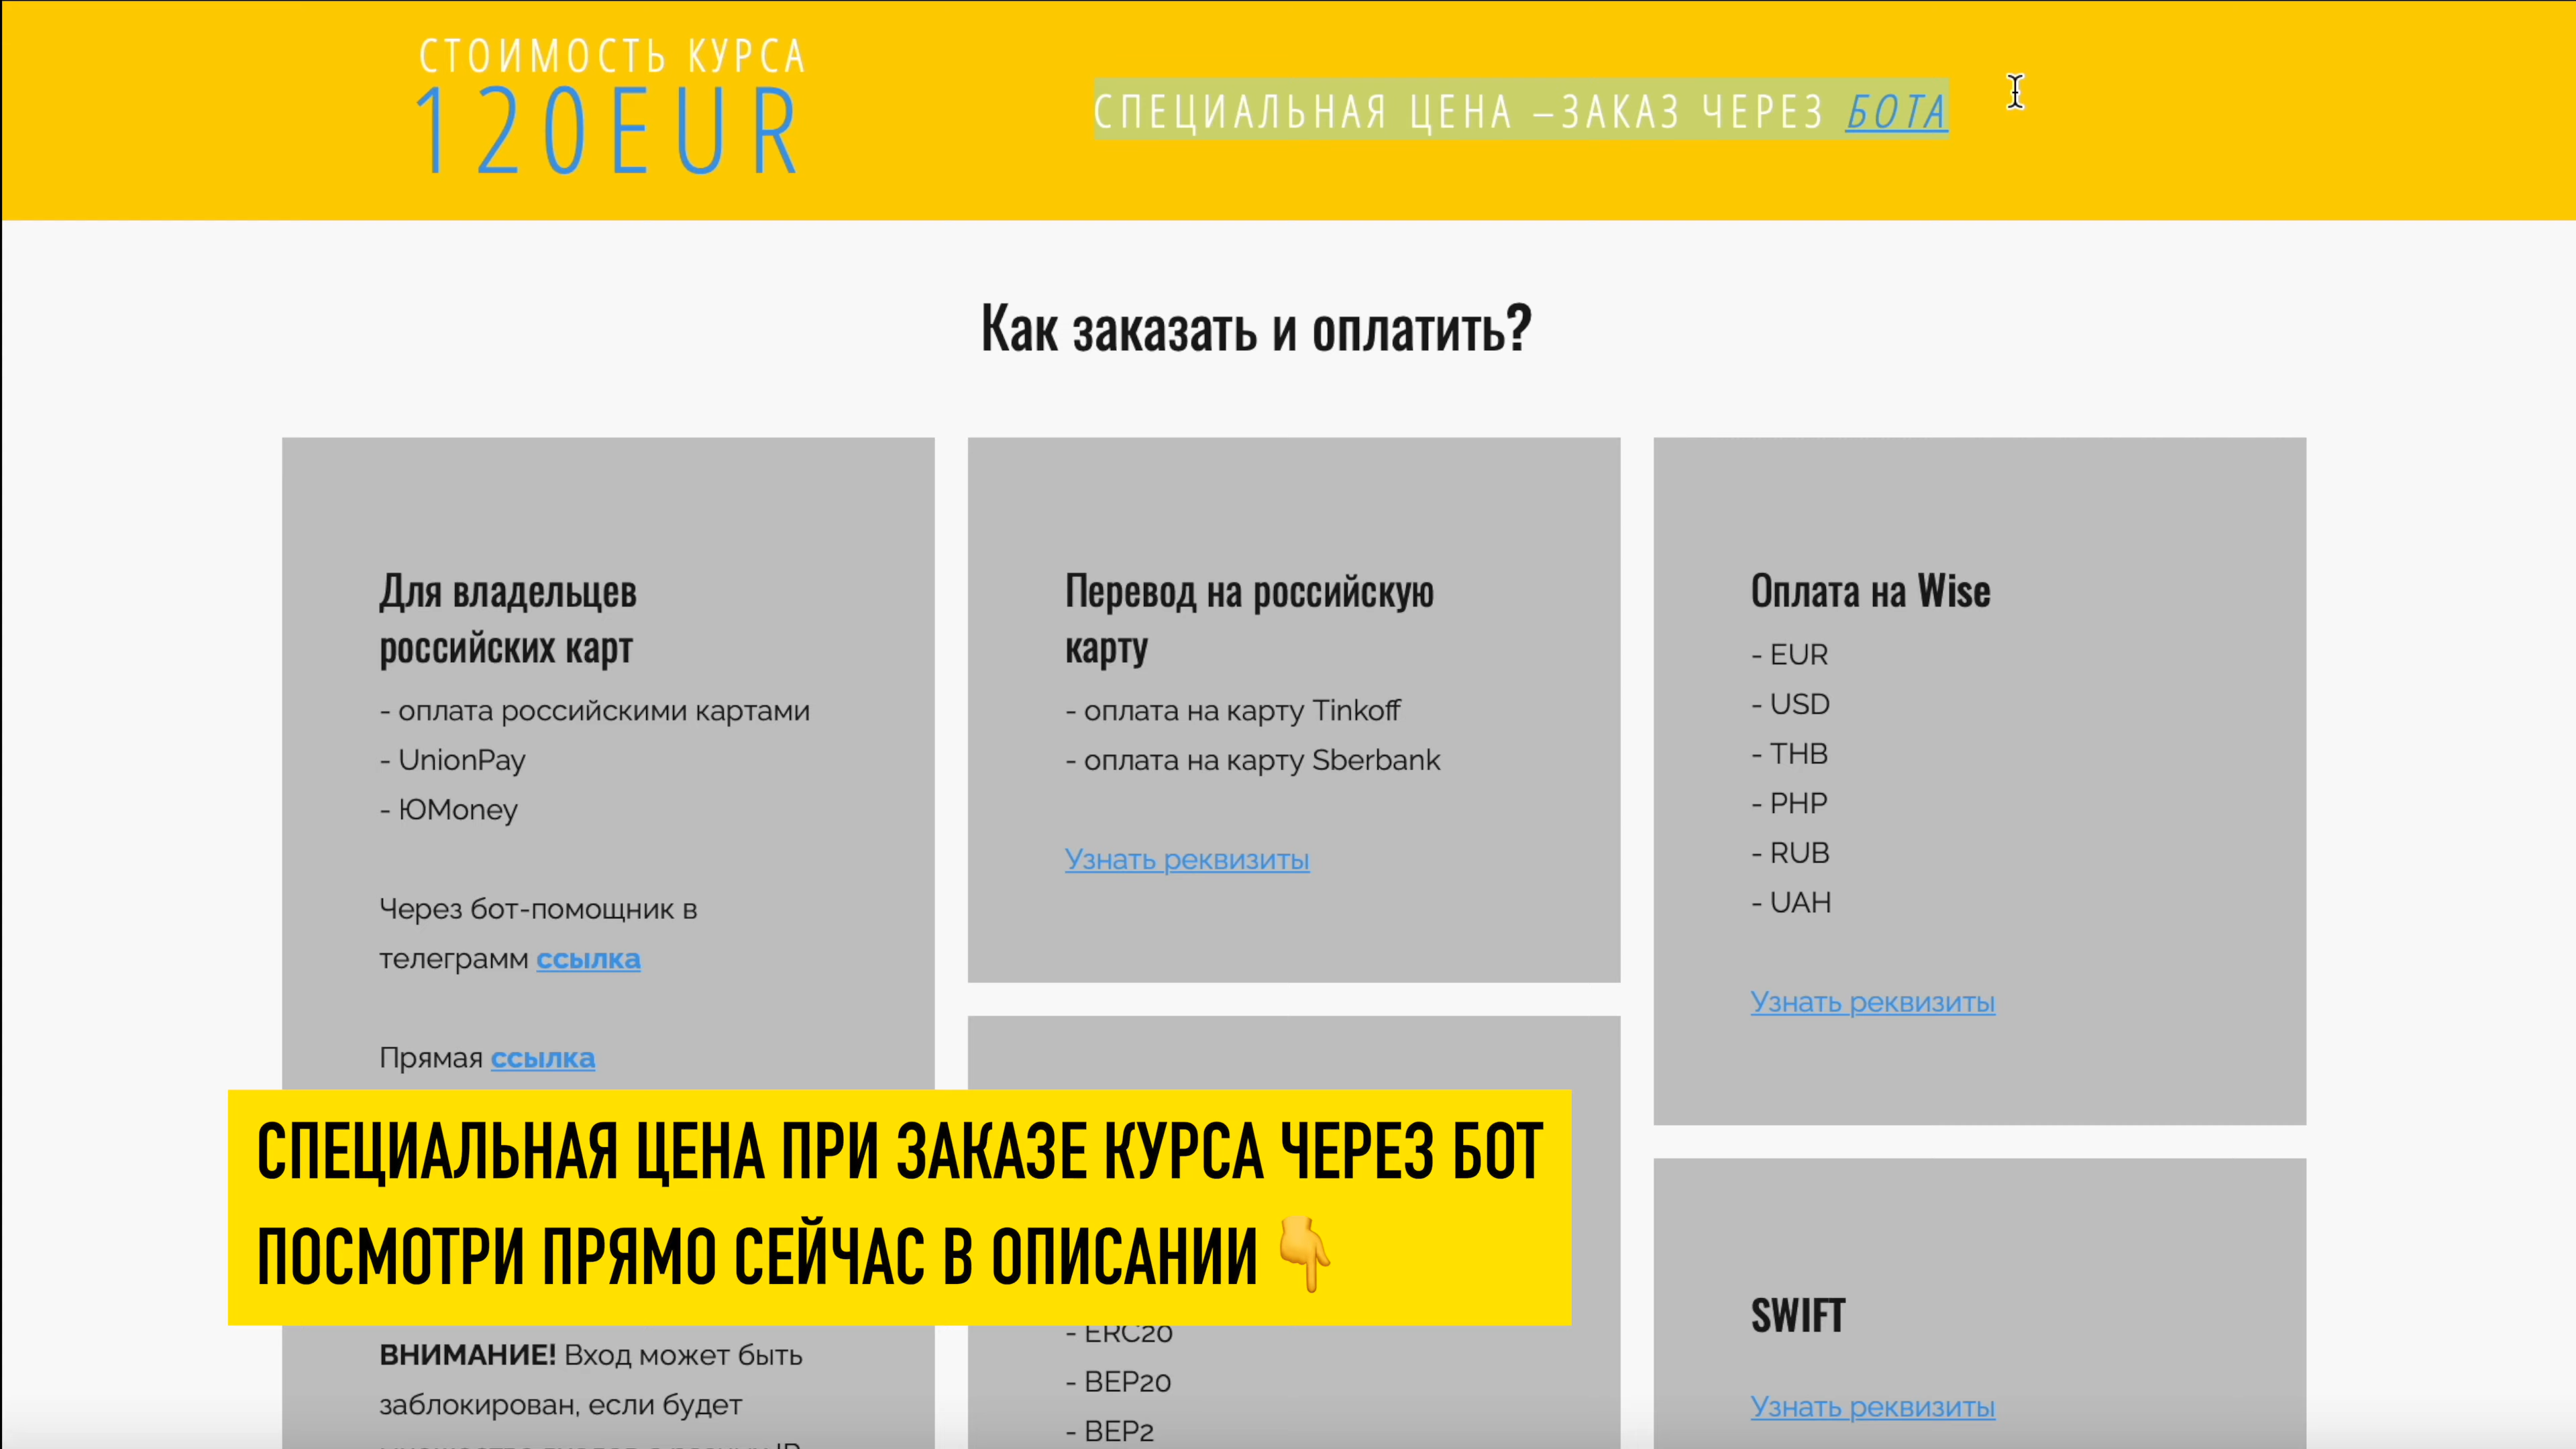 СТОИМОСТЬ КУРСА
120EUR
СПЕЦИАЛЬНАЯ ЦЕНА –ЗАКАЗ ЧЕРЕЗ БОТА
Как заказать и оплатить?
Для владельцев
российских карт
- оплата российскими картами
- UnionPay
- ЮMoney
Через бот-помощник в
телеграмм ссылка
Прямая ссылка
ВНИМАНИЕ! Вход может быть
заблокирован, если будет
Перевод на российскую
карту
- оплата на карту Tinkoff
- оплата на карту Sberbank
Узнать реквизиты
- ERC20
- BEP20
- BEP2
Оплата на Wise
- EUR
- USD
- THB
- PHP
- RUB
- UAH
Узнать реквизиты
SWIFT
Узнать реквизиты
СПЕЦИАЛЬНАЯ ЦЕНА ПРИ ЗАКАЗЕ КУРСА ЧЕРЕЗ БОТ
ПОСМОТРИ ПРЯМО СЕЙЧАС В ОПИСАНИИ 👇